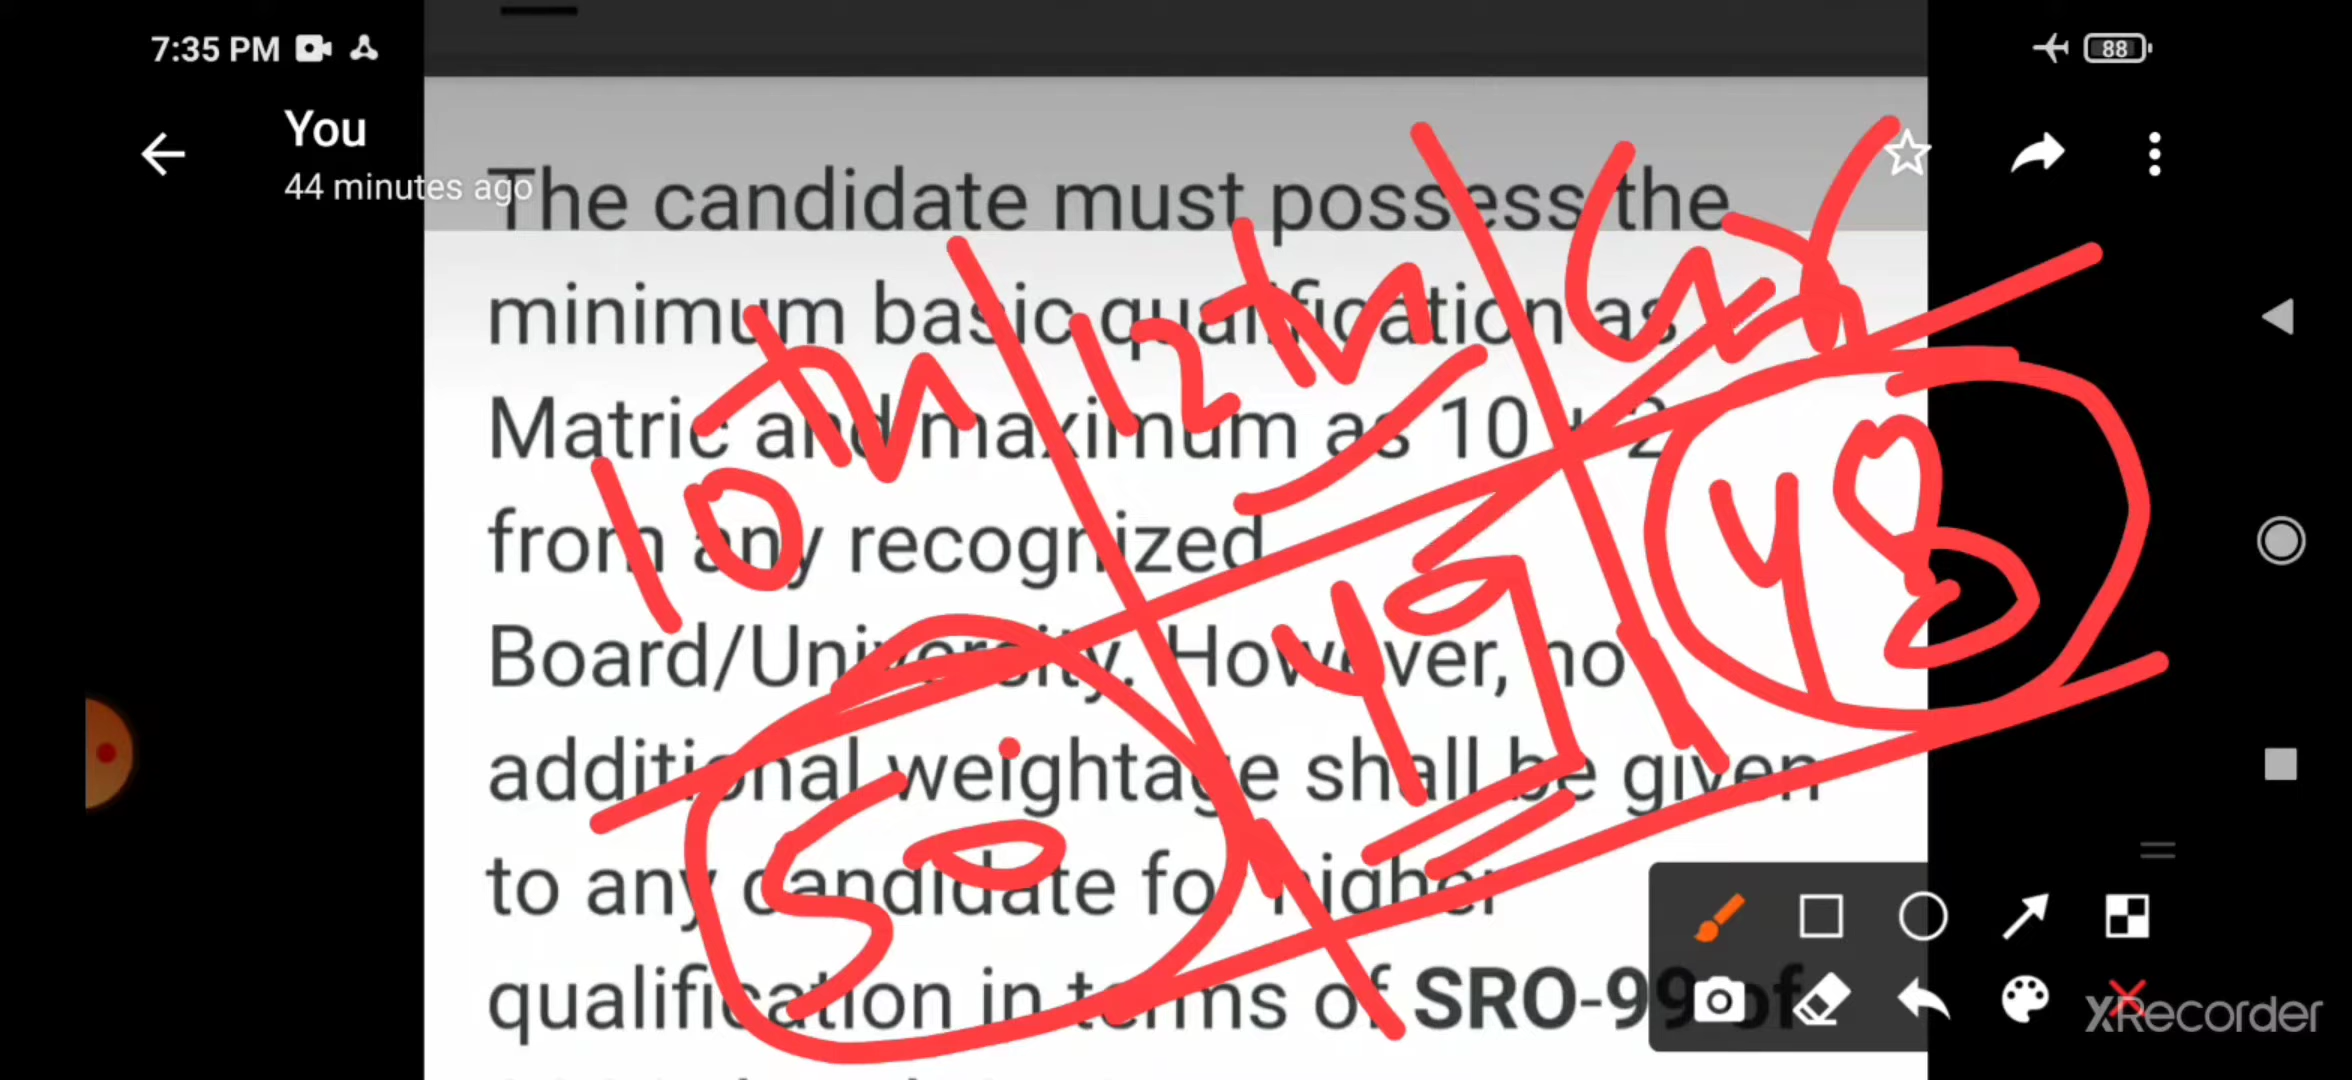 7:35 PM
88
You
44 minutes ago
The candidate must possess the
minimum basic qualification as
Matric and maximum as 10 + 2
from any recognized
Board/University. However, no
additional weightage shall be given
to any candidate for higher
qualification in terms of SRO-99 of
10th 12th
50 49 48
XRecorder